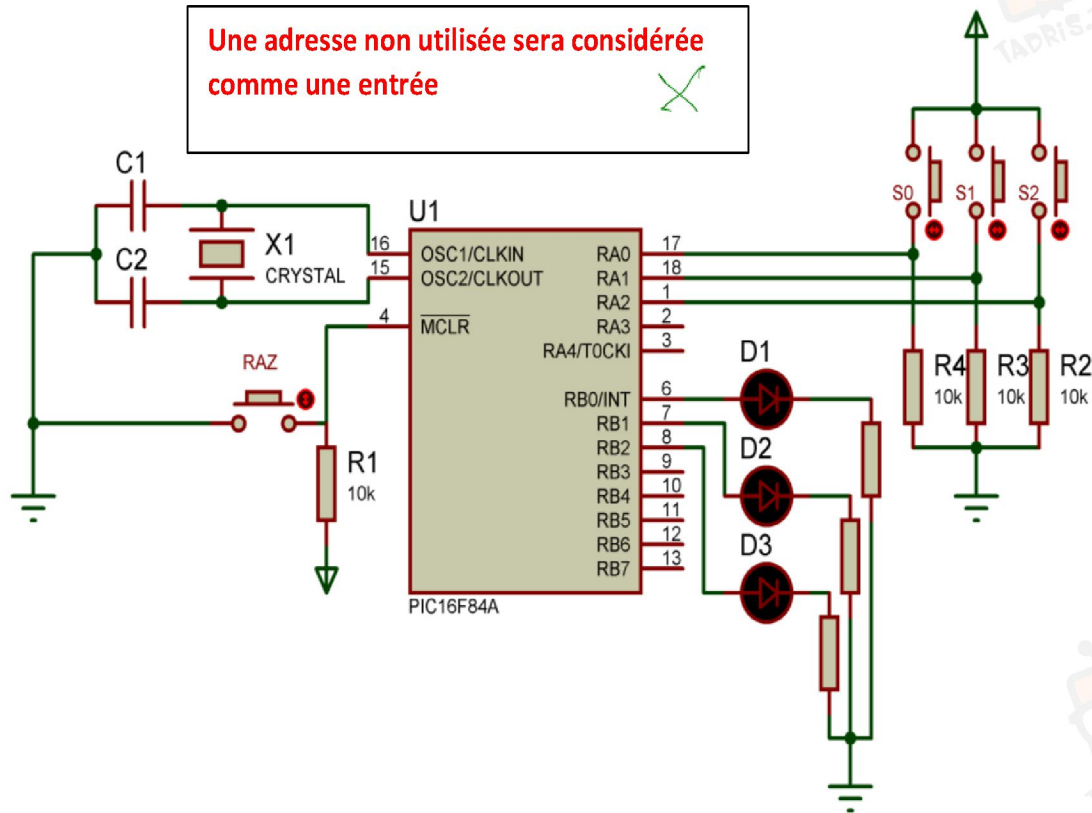 Une adresse non utilisée sera considérée
comme une entrée
TADRIS
C1
C2
X1
CRYSTAL
U1
16
15
4
OSC1/CLKIN
OSC2/CLKOUT
MCLR
RA0
RA1
RA2
RA3
RA4/T0CKI
RB0/INT
RB1
RB2
RB3
RB4
RB5
RB6
RB7
17
18
1
2
3
6
7
8
9
10
11
12
13
PIC16F84A
RAZ
R1
10k
S0
S1
S2
R4
10k
R3
10k
R2
10k
D1
D2
D3